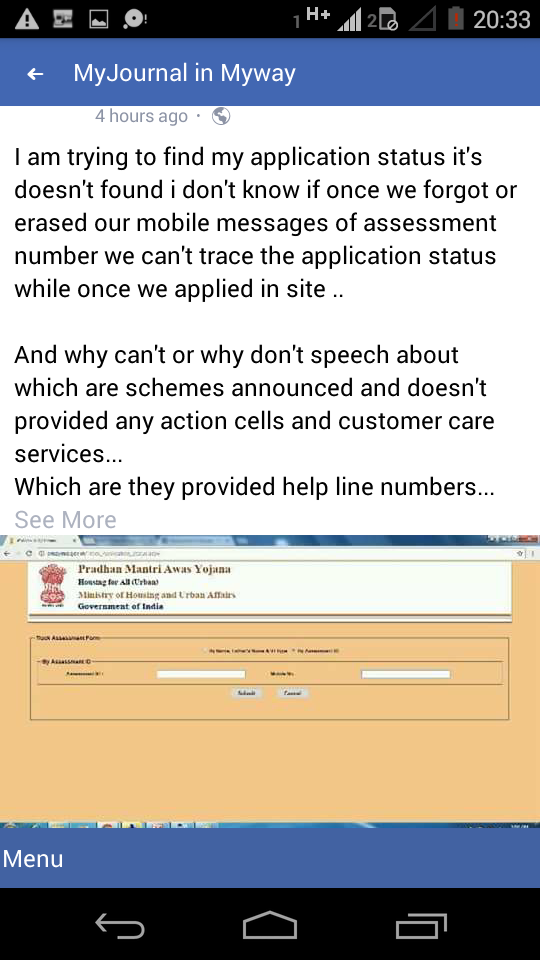 1 H+ 2 20:33
MyJournal in Myway
4 hours ago ·
I am trying to find my application status it's
doesn't found i don't know if once we forgot or
erased our mobile messages of assessment
number we can't trace the application status
while once we applied in site ..
And why can't or why don't speech about
which are schemes announced and doesn't
provided any action cells and customer care
services...
Which are they provided help line numbers...
See More
Pradhan Mantri Awas Yojana
Housing for All (Urban)
Ministry of Housing and Urban Affairs
Government of India
Track Assessment Form
By Name, Father's Name & ID Type By Assessment ID
By Assessment ID
Assessment ID : Mobile No.
Submit Cancel
Menu